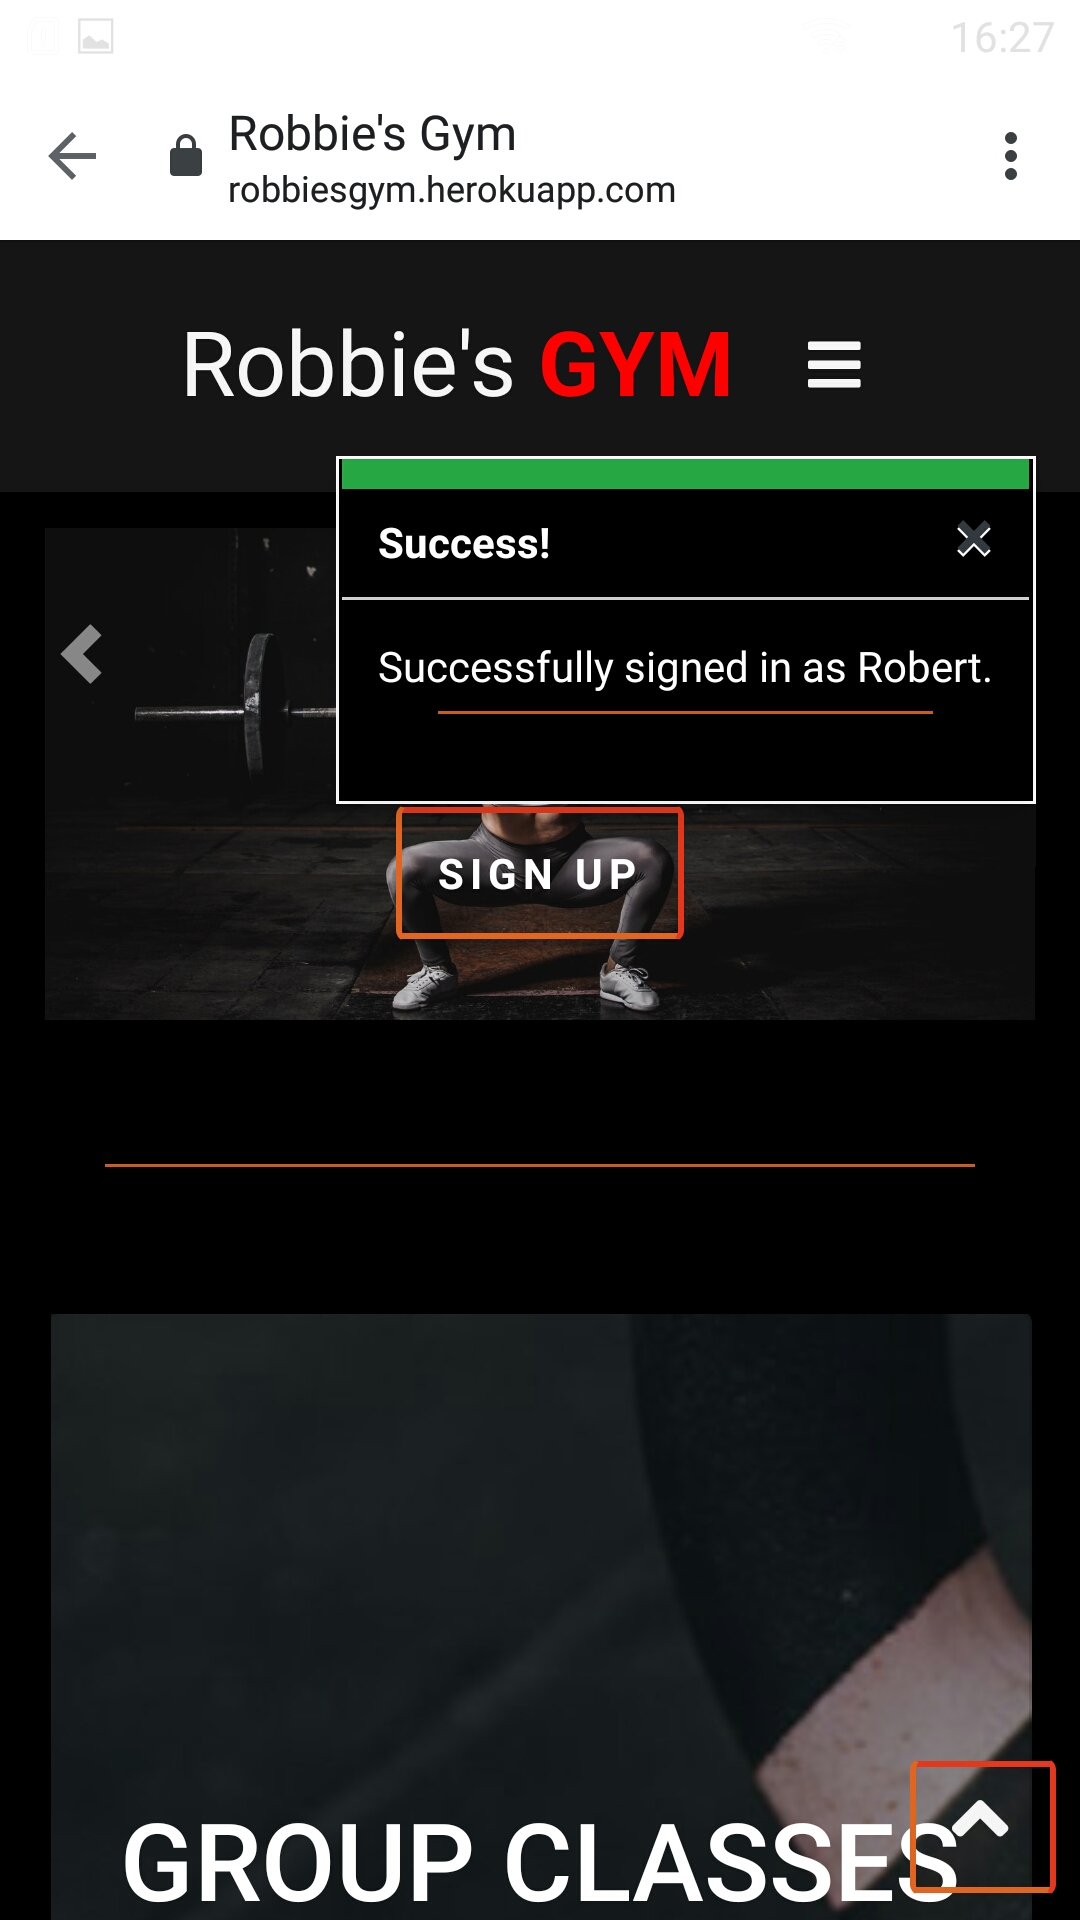 16:27
Robbie's Gym
robbiesgym.herokuapp.com
Robbie's GYM
Success!
Successfully signed in as Robert.
SIGN UP
GROUP CLASSES